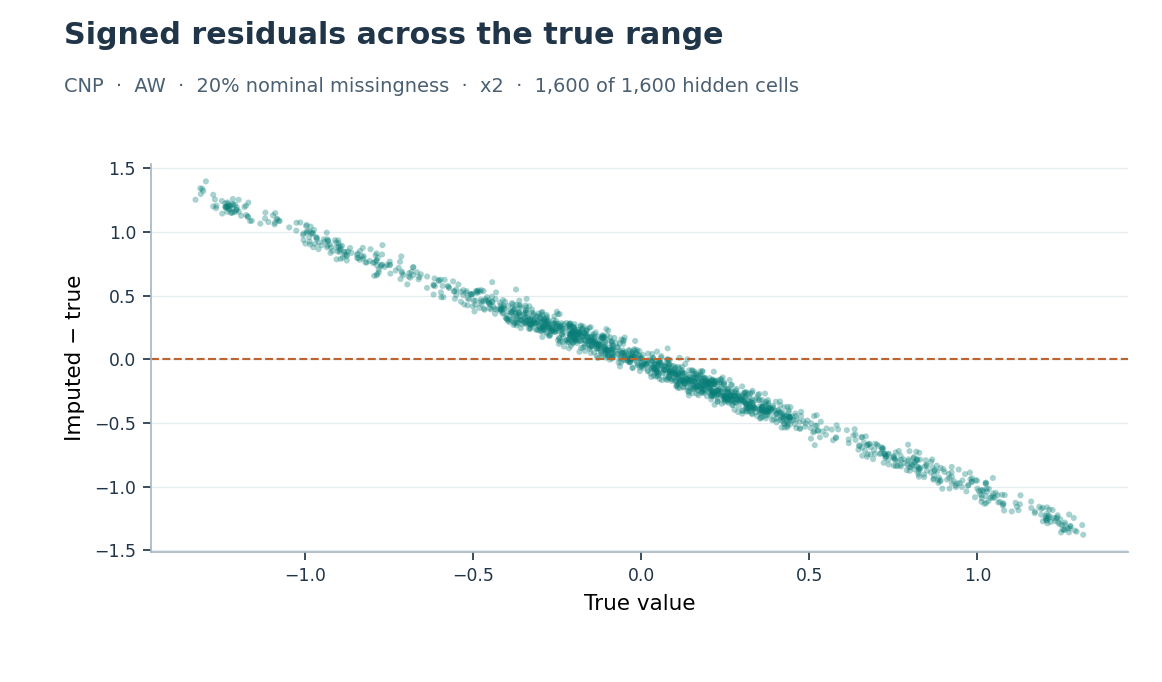 Signed residuals across the true range
CNP · AW · 20% nominal missingness · x2 · 1,600 of 1,600 hidden cells
Imputed − true
1.5
1.0
0.5
0.0
−0.5
−1.0
−1.5
−1.0 −0.5 0.0 0.5 1.0
True value